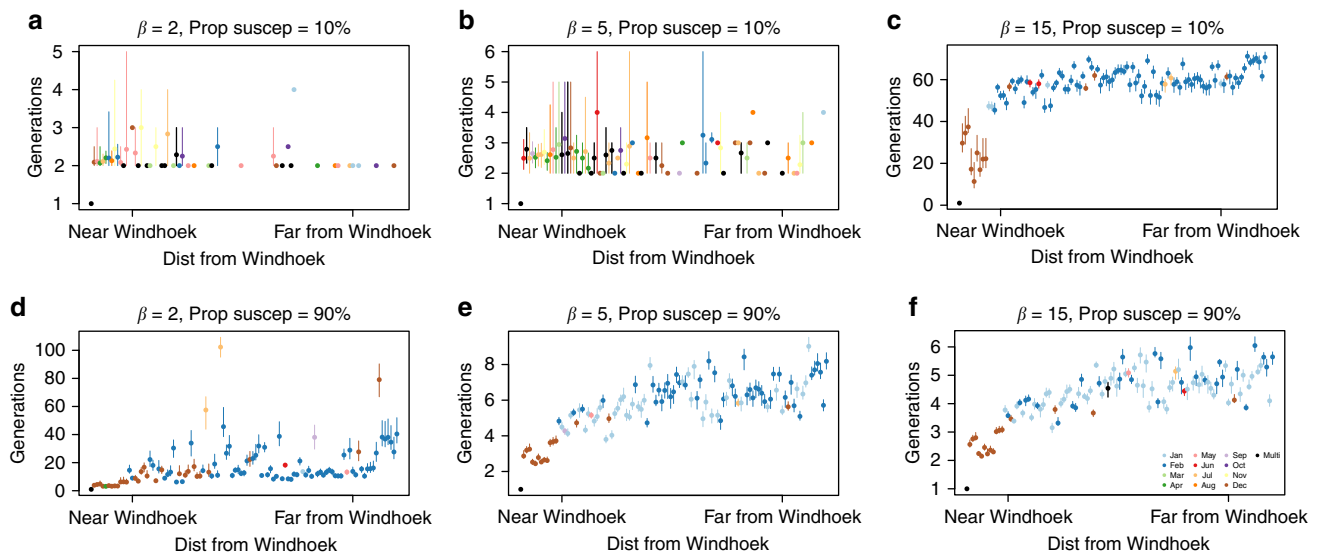 a
β = 2, Prop suscep = 10%
Generations
5
4
3
2
1
Near Windhoek
Far from Windhoek
Dist from Windhoek
b
β = 5, Prop suscep = 10%
Generations
6
5
4
3
2
1
Near Windhoek
Far from Windhoek
Dist from Windhoek
c
β = 15, Prop suscep = 10%
Generations
60
40
20
0
Near Windhoek
Far from Windhoek
Dist from Windhoek
d
β = 2, Prop suscep = 90%
Generations
100
80
60
40
20
0
Near Windhoek
Far from Windhoek
Dist from Windhoek
e
β = 5, Prop suscep = 90%
Generations
8
6
4
2
Near Windhoek
Far from Windhoek
Dist from Windhoek
f
β = 15, Prop suscep = 90%
Generations
6
5
4
3
2
1
Jan May Sep Multi
Feb Jun Oct
Mar Jul Nov
Apr Aug Dec
Near Windhoek
Far from Windhoek
Dist from Windhoek